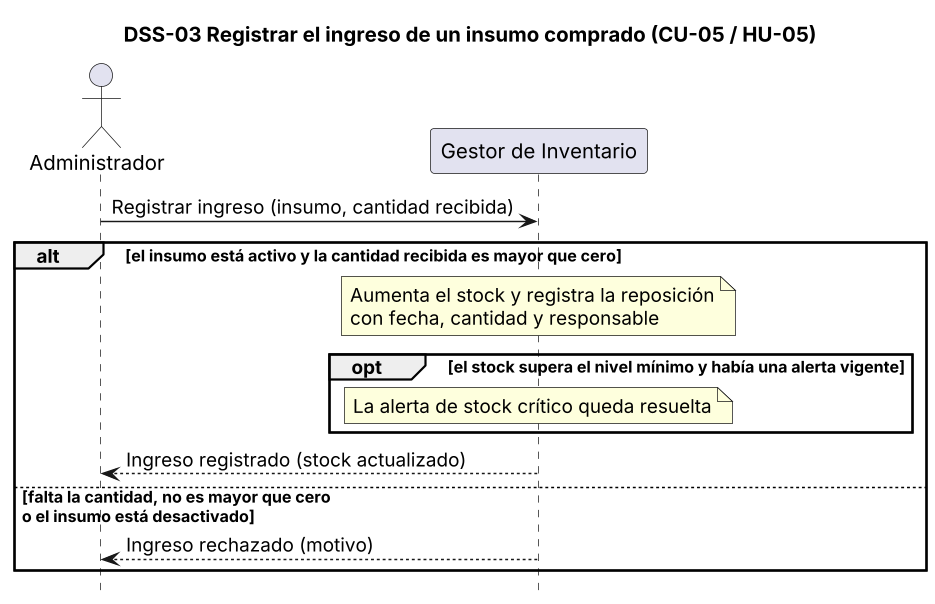 DSS-03 Registrar el ingreso de un insumo comprado (CU-05 / HU-05)
Administrador
Gestor de Inventario
Registrar ingreso (insumo, cantidad recibida)
alt
[el insumo está activo y la cantidad recibida es mayor que cero]
Aumenta el stock y registra la reposición
con fecha, cantidad y responsable
opt
[el stock supera el nivel mínimo y había una alerta vigente]
La alerta de stock crítico queda resuelta
Ingreso registrado (stock actualizado)
[falta la cantidad, no es mayor que cero
o el insumo está desactivado]
Ingreso rechazado (motivo)